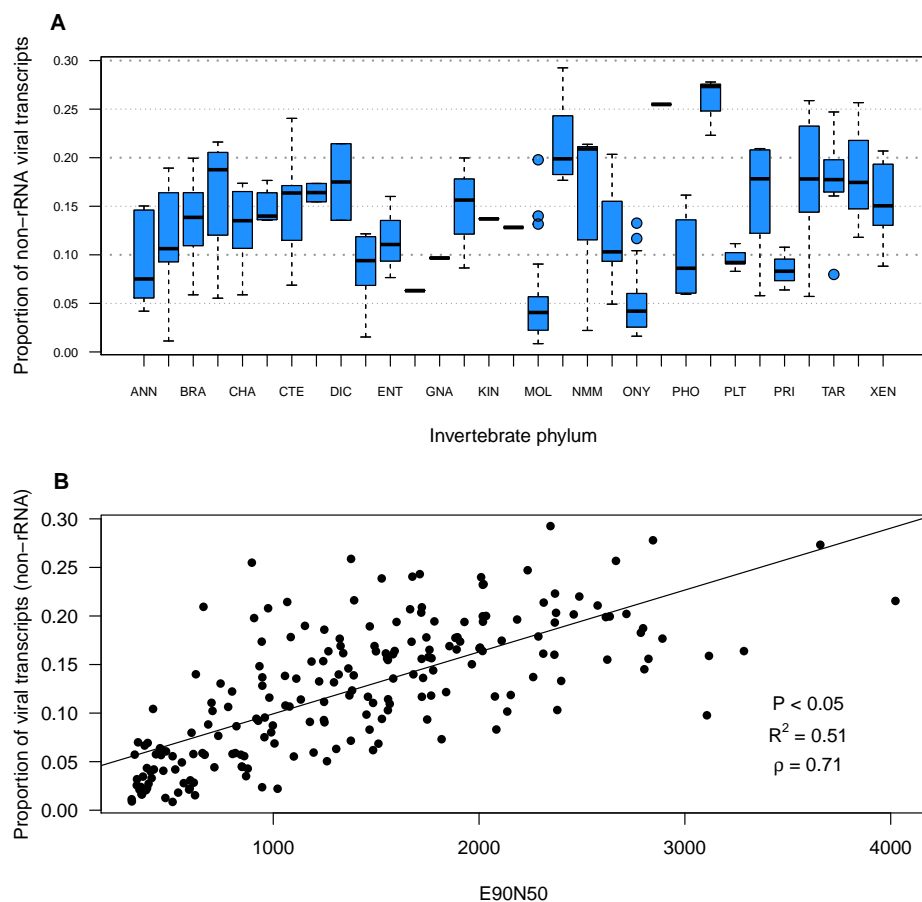 A
Proportion of non-rRNA viral transcripts
0.30
0.25
0.20
0.15
0.10
0.05
0.00
ANN BRA CHA CTE DIC ENT GNA KIN MOL NMM ONY PHO PLT PRI TAR XEN
Invertebrate phylum
B
Proportion of viral transcripts (non−rRNA)
0.30
0.25
0.20
0.15
0.10
0.05
0.00
P < 0.05
R² = 0.51
ρ = 0.71
1000 2000 3000 4000
E90N50